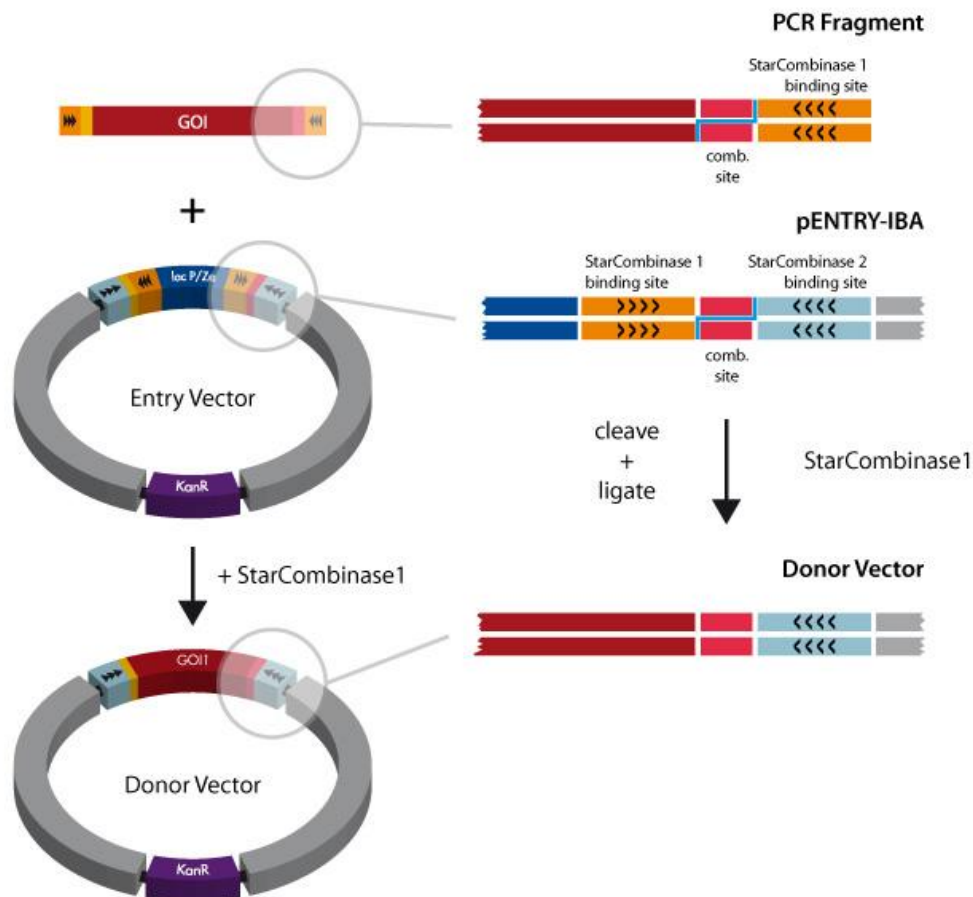 PCR Fragment
StarCombinase 1
binding site
GOI
comb.
site
+
pENTRY-IBA
StarCombinase 1
binding site
StarCombinase 2
binding site
lac P/Zα
comb.
site
Entry Vector
cleave
+
ligate
StarCombinase1
KanR
+ StarCombinase1
Donor Vector
GOI1
Donor Vector
KanR